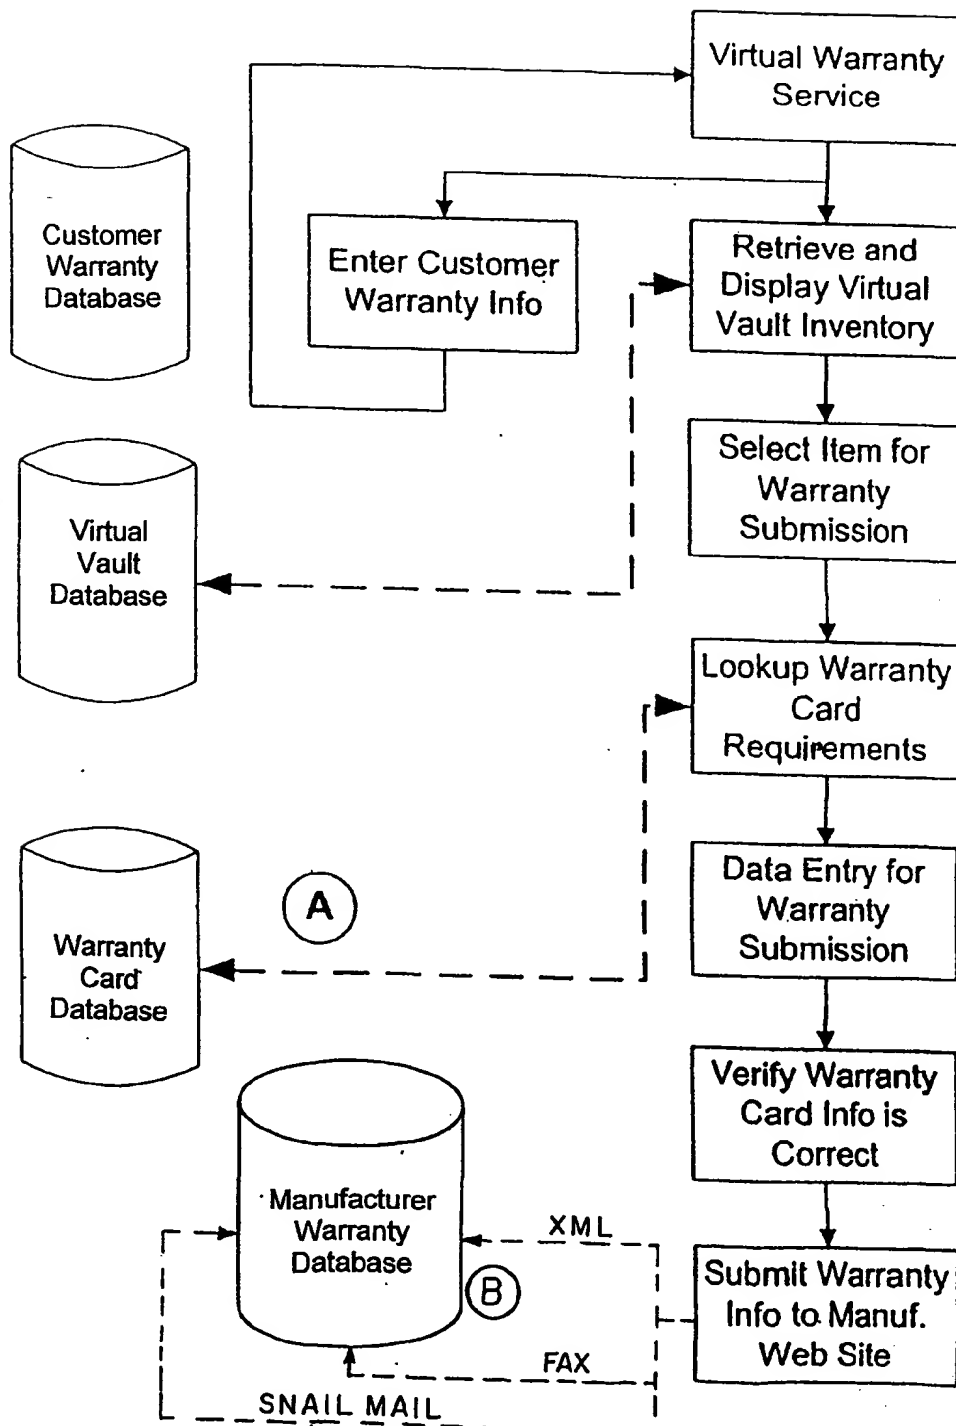 Virtual Warranty
Service
Customer
Warranty
Database
Enter Customer
Warranty Info
Retrieve and
Display Virtual
Vault Inventory
Select Item for
Warranty
Submission
Virtual
Vault
Database
Lookup Warranty
Card
Requirements
A
Data Entry for
Warranty
Submission
Warranty
Card
Database
Verify Warranty
Card Info is
Correct
Manufacturer
Warranty
Database
B
XML
Submit Warranty
Info to Manuf.
Web Site
FAX
SNAIL MAIL